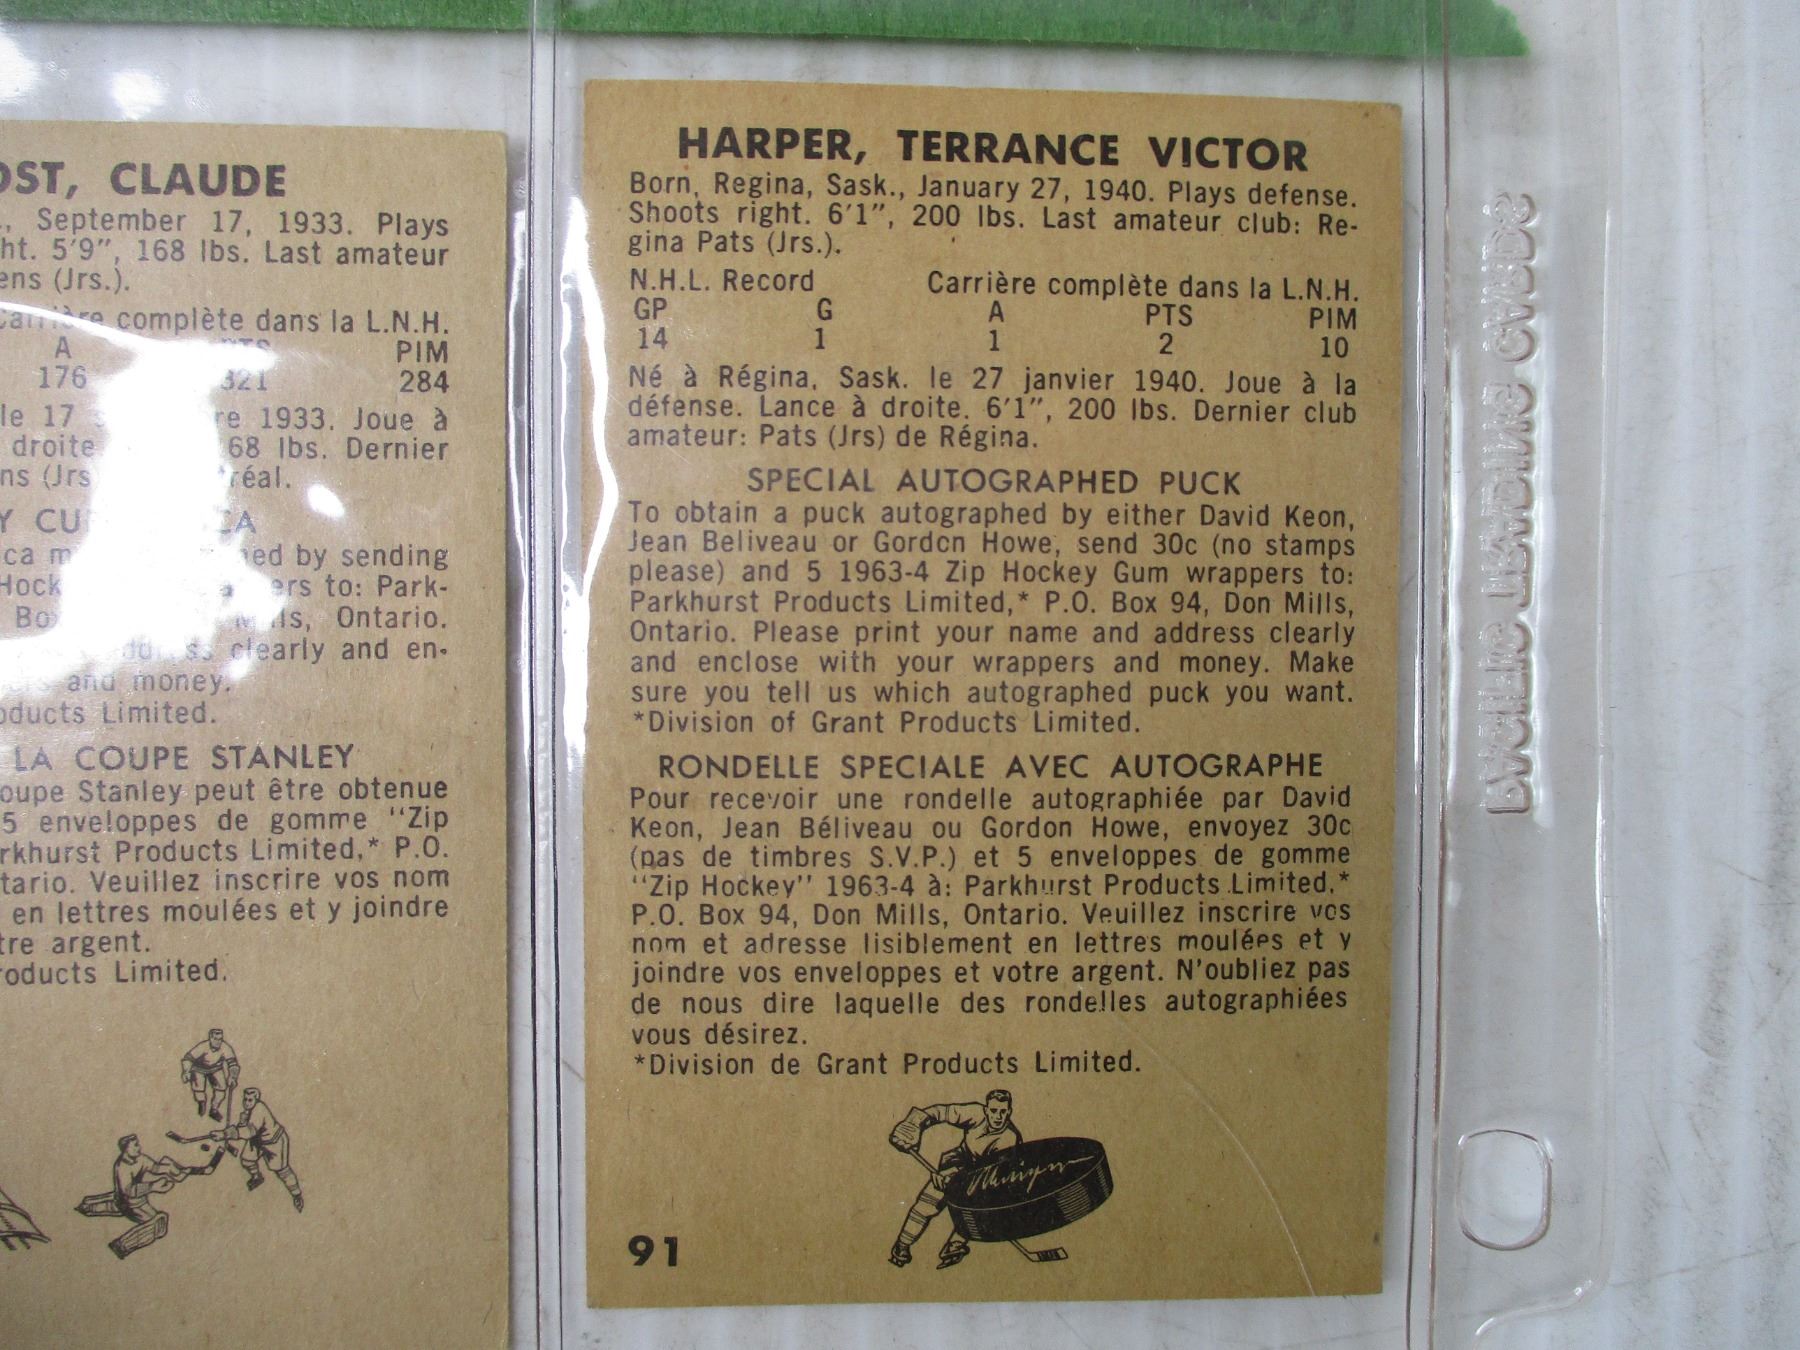 OST, CLAUDE
., September 17, 1933. Plays
ht. 5'9", 168 lbs. Last amateur
ens (Jrs.).
Carrière complète dans la L.N.H.
A PTS PIM
176 321 284
le 17 re 1933. Joue à
droite 68 lbs. Dernier
ns (Jrs tréal.
Y CU CA
ca m ned by sending
Hock ers to: Park-
Bo Mills, Ontario.
address clearly and en-
ers and money.
oducts Limited.
LA COUPE STANLEY
oupe Stanley peut être obtenue
5 enveloppes de gomme "Zip
rkhurst Products Limited,* P.O.
tario. Veuillez inscrire vos nom
en lettres moulées et y joindre
tre argent.
oducts Limited.
HARPER, TERRANCE VICTOR
Born, Regina, Sask., January 27, 1940. Plays defense.
Shoots right. 6'1", 200 lbs. Last amateur club: Re-
gina Pats (Jrs.).
N.H.L. Record Carrière complète dans la L.N.H.
GP G A PTS PIM
14 1 1 2 10
Né à Régina, Sask. le 27 janvier 1940. Joue à la
défense. Lance à droite. 6'1", 200 lbs. Dernier club
amateur: Pats (Jrs) de Régina.
SPECIAL AUTOGRAPHED PUCK
To obtain a puck autographed by either David Keon,
Jean Beliveau or Gordon Howe, send 30c (no stamps
please) and 5 1963-4 Zip Hockey Gum wrappers to:
Parkhurst Products Limited,* P.O. Box 94, Don Mills,
Ontario. Please print your name and address clearly
and enclose with your wrappers and money. Make
sure you tell us which autographed puck you want.
*Division of Grant Products Limited.
RONDELLE SPECIALE AVEC AUTOGRAPHE
Pour recevoir une rondelle autographiée par David
Keon, Jean Béliveau ou Gordon Howe, envoyez 30c
(pas de timbres S.V.P.) et 5 enveloppes de gomme
"Zip Hockey" 1963-4 à: Parkhurst Products Limited,*
P.O. Box 94, Don Mills, Ontario. Veuillez inscrire vos
nom et adresse lisiblement en lettres moulées et y
joindre vos enveloppes et votre argent. N'oubliez pas
de nous dire laquelle des rondelles autographiées
vous désirez.
*Division de Grant Products Limited.
91
CARDS